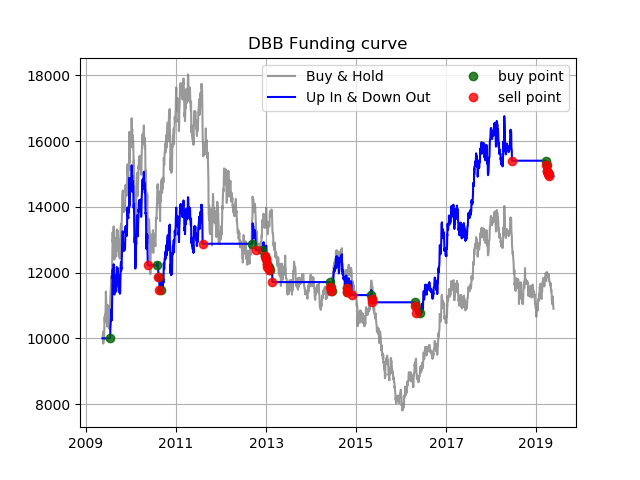 DBB Funding curve
Buy & Hold
Up In & Down Out
buy point
sell point
18000
16000
14000
12000
10000
8000
2009
2011
2013
2015
2017
2019